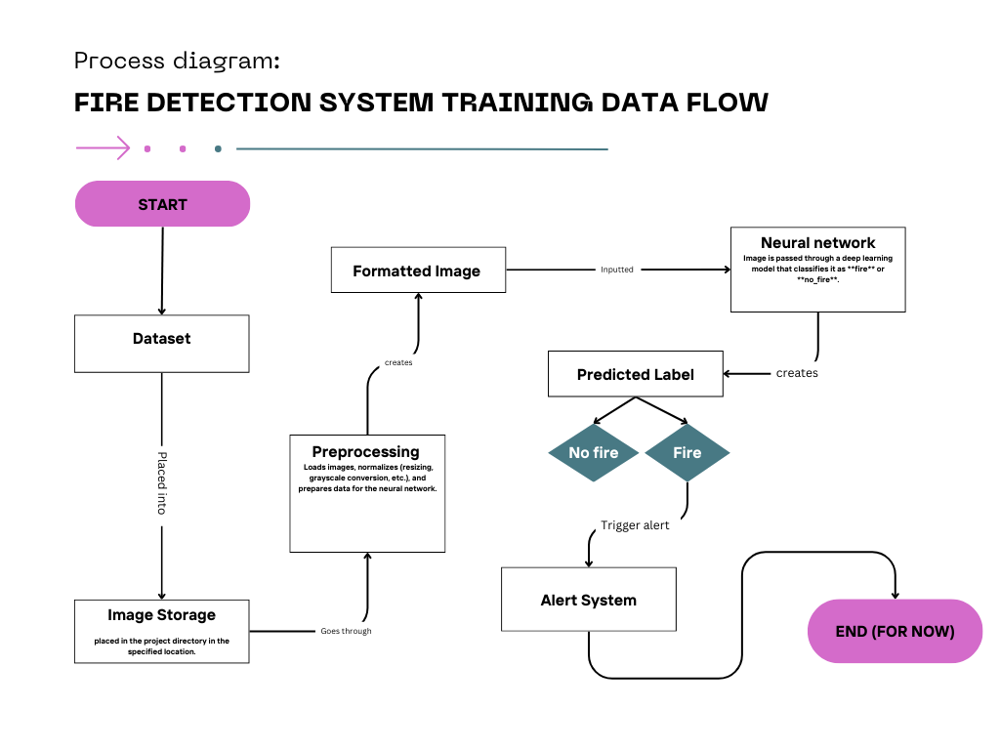 Process diagram:
FIRE DETECTION SYSTEM TRAINING DATA FLOW
START
Dataset
Placed into
Image Storage
placed in the project directory in the
specified location.
Goes through
Preprocessing
Loads images, normalizes (resizing,
grayscale conversion, etc.), and
prepares data for the neural network.
creates
Formatted Image
Inputted
Neural network
Image is passed through a deep learning
model that classifies it as **fire** or
**no_fire**.
creates
Predicted Label
No fire
Fire
Trigger alert
Alert System
END (FOR NOW)